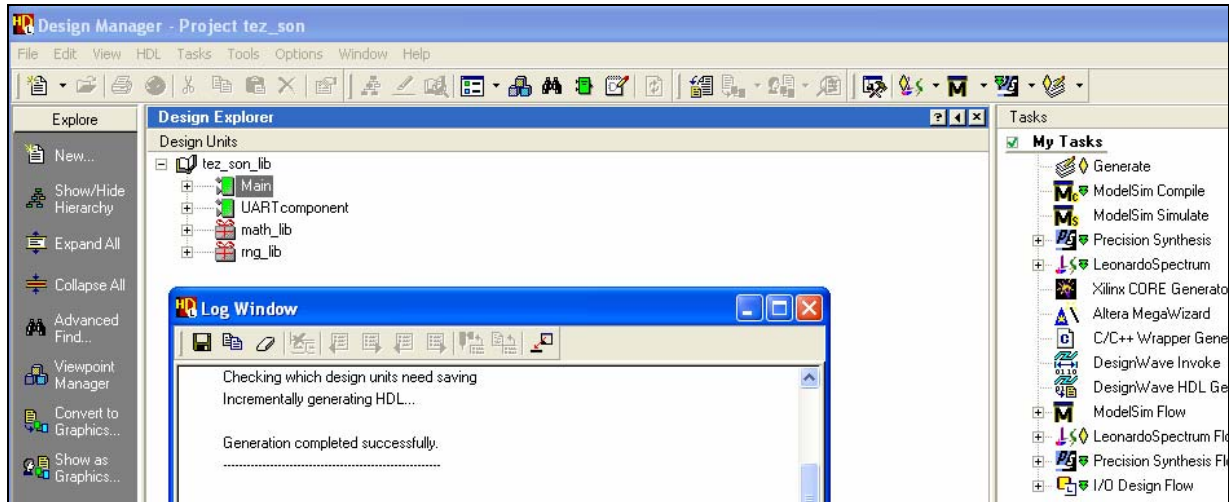 Design Manager - Project tez_son
File Edit View HDL Tasks Tools Options Window Help
Explore
New...
Show/Hide
Hierarchy
Expand All
Collapse All
Advanced
Find...
Viewpoint
Manager
Convert to
Graphics...
Show as
Graphics...
Design Explorer
Design Units
tez_son_lib
Main
UARTcomponent
math_lib
rng_lib
Log Window
Checking which design units need saving
Incrementally generating HDL...
Generation completed successfully.
-------------------------------------------------------
Tasks
My Tasks
Generate
ModelSim Compile
ModelSim Simulate
Precision Synthesis
LeonardoSpectrum
Xilinx CORE Generato
Altera MegaWizard
C/C++ Wrapper Gene
DesignWave Invoke
DesignWave HDL Ge
ModelSim Flow
LeonardoSpectrum Flo
Precision Synthesis Fl
I/O Design Flow